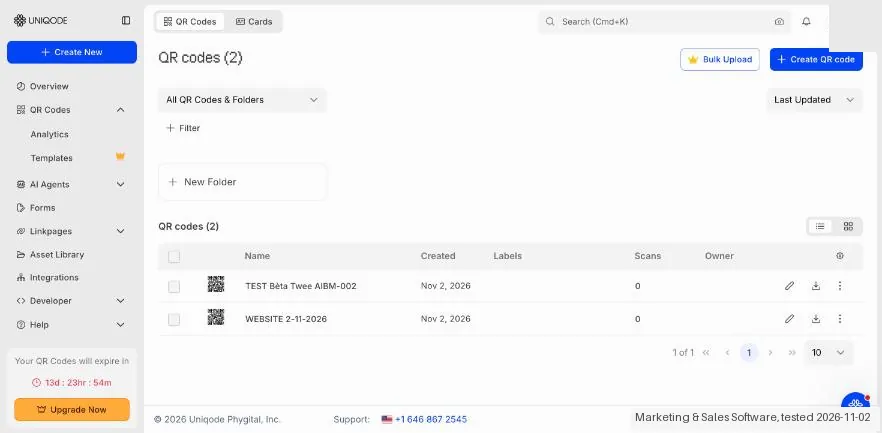 UNIQODE
QR Codes
Cards
Search (Cmd+K)
Create New
QR codes (2)
Bulk Upload
Create QR code
Overview
QR Codes
Analytics
Templates
AI Agents
Forms
Linkpages
Asset Library
Integrations
Developer
Help
All QR Codes & Folders
Last Updated
Filter
New Folder
QR codes (2)
Name Created Labels Scans Owner
TEST Bèta Twee AIBM-002 Nov 2, 2026 0
WEBSITE 2-11-2026 Nov 2, 2026 0
1 of 1 1 10
Your QR Codes will expire in
13d : 23hr : 54m
Upgrade Now
© 2026 Uniqode Phygital, Inc. Support: +1 646 867 2545
Marketing & Sales Software, tested 2026-11-02